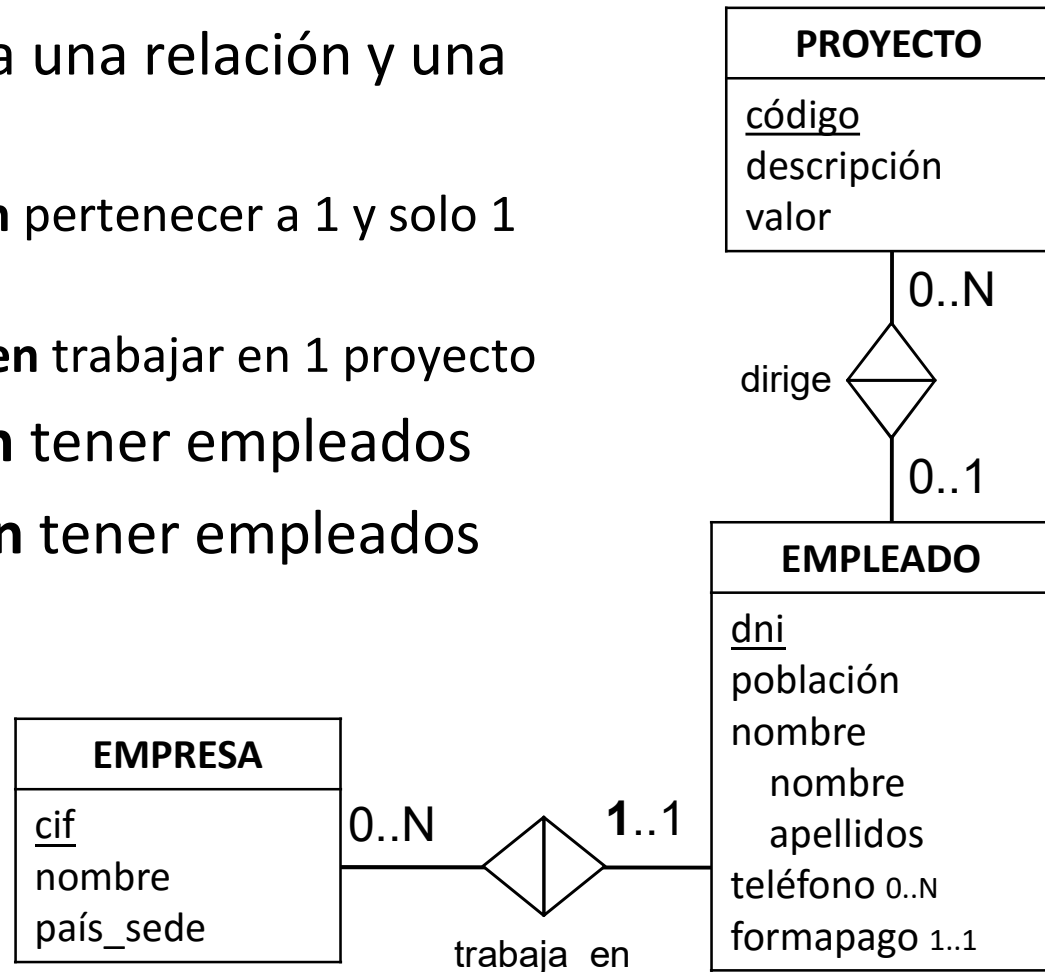 a una relación y una
n pertenecer a 1 y solo 1
en trabajar en 1 proyecto
n tener empleados
n tener empleados
PROYECTO
código
descripción
valor
0..N
dirige
0..1
EMPLEADO
dni
población
nombre
nombre
apellidos
teléfono 0..N
formapago 1..1
EMPRESA
cif
nombre
país_sede
0..N
1..1
trabaja en